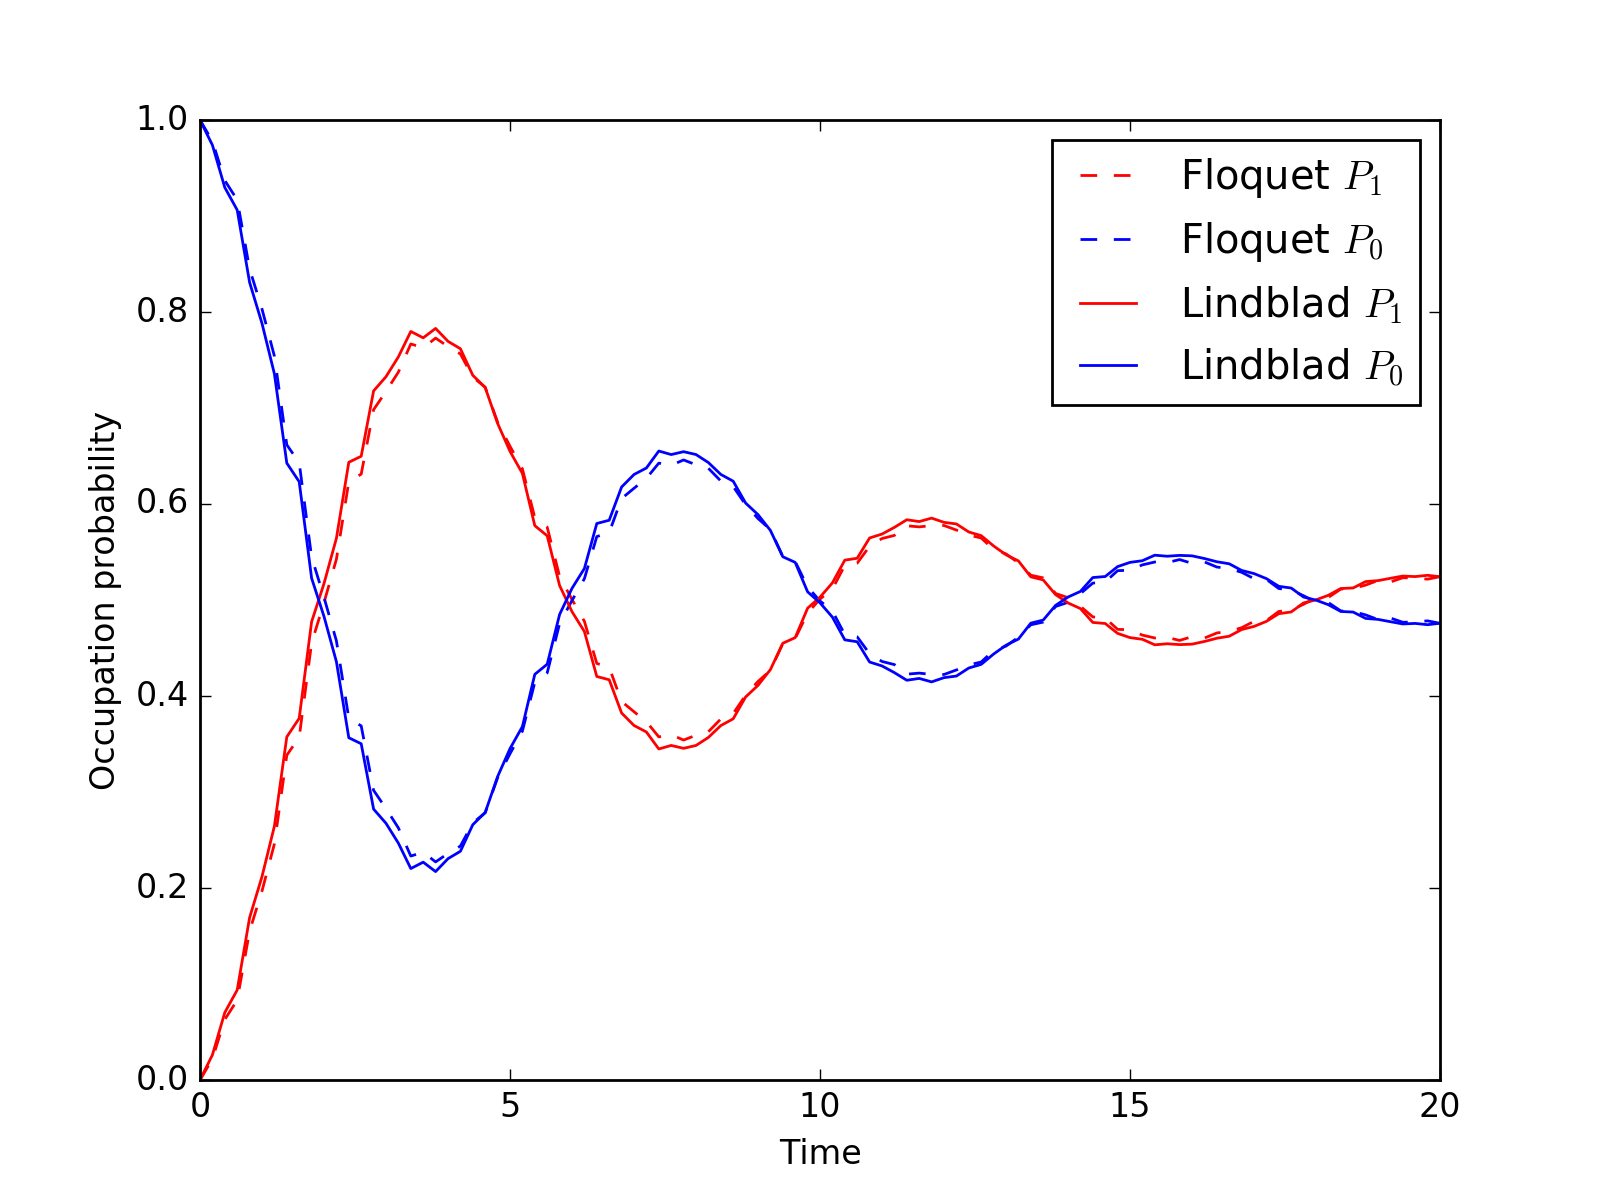 1.0
0.8
0.6
0.4
0.2
0.0
0
5
10
15
20
Time
Occupation probability
Floquet P₁
Floquet P₀
Lindblad P₁
Lindblad P₀